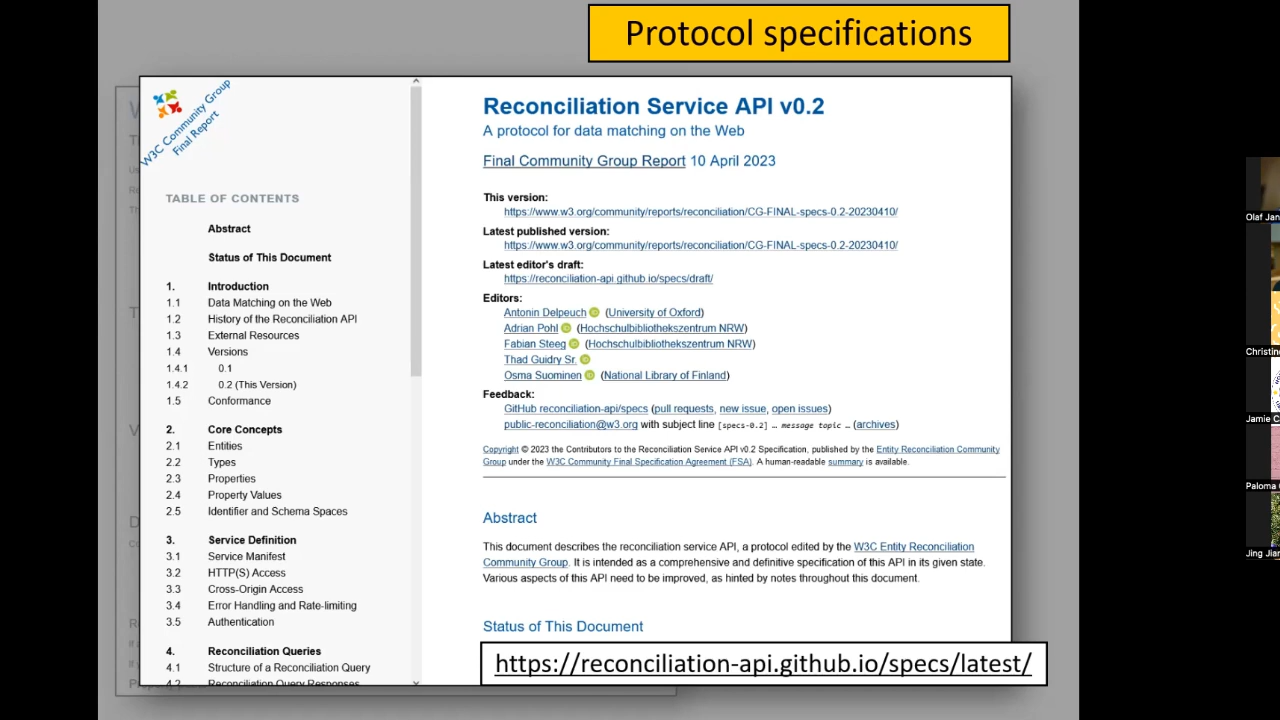 Protocol specifications
W3C Community Group
Final Report
TABLE OF CONTENTS
Abstract
Status of This Document
1. Introduction
1.1 Data Matching on the Web
1.2 History of the Reconciliation API
1.3 External Resources
1.4 Versions
1.4.1 0.1
1.4.2 0.2 (This Version)
1.5 Conformance
2. Core Concepts
2.1 Entities
2.2 Types
2.3 Properties
2.4 Property Values
2.5 Identifier and Schema Spaces
3. Service Definition
3.1 Service Manifest
3.2 HTTP(S) Access
3.3 Cross-Origin Access
3.4 Error Handling and Rate-limiting
3.5 Authentication
4. Reconciliation Queries
4.1 Structure of a Reconciliation Query
4.2 Reconciliation Query Responses
Reconciliation Service API v0.2
A protocol for data matching on the Web
Final Community Group Report 10 April 2023
This version:
https://www.w3.org/community/reports/reconciliation/CG-FINAL-specs-0.2-20230410/
Latest published version:
https://www.w3.org/community/reports/reconciliation/CG-FINAL-specs-0.2-20230410/
Latest editor's draft:
https://reconciliation-api.github.io/specs/draft/
Editors:
Antonin Delpeuch (University of Oxford)
Adrian Pohl (Hochschulbibliothekszentrum NRW)
Fabian Steeg (Hochschulbibliothekszentrum NRW)
Thad Guidry Sr.
Osma Suominen (National Library of Finland)
Feedback:
GitHub reconciliation-api/specs (pull requests, new issue, open issues)
public-reconciliation@w3.org with subject line [specs-0.2] … message topic … (archives)
Copyright © 2023 the Contributors to the Reconciliation Service API v0.2 Specification, published by the Entity Reconciliation Community
Group under the W3C Community Final Specification Agreement (FSA). A human-readable summary is available.
Abstract
This document describes the reconciliation service API, a protocol edited by the W3C Entity Reconciliation
Community Group. It is intended as a comprehensive and definitive specification of this API in its given state.
Various aspects of this API need to be improved, as hinted by notes throughout this document.
Status of This Document
https://reconciliation-api.github.io/specs/latest/
Olaf Jan
Christine
Jamie C
Paloma
Jing Jian